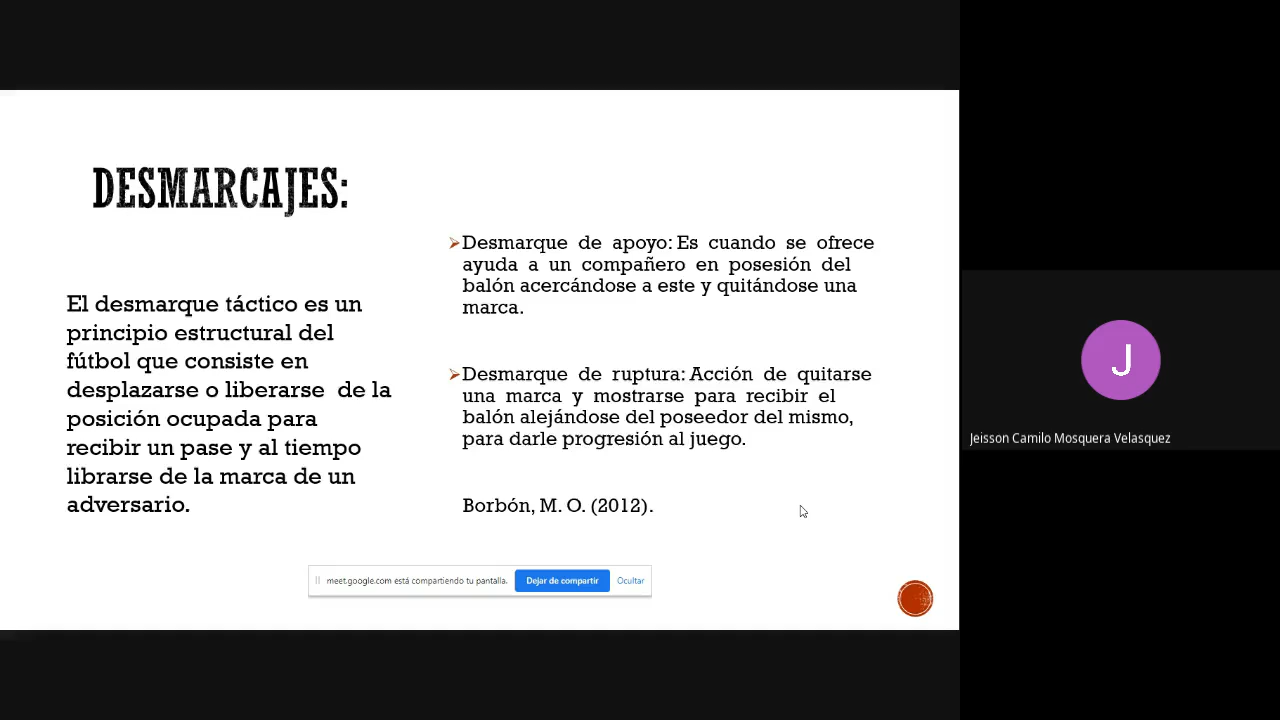 DESMARCAJES:
El desmarque táctico es un
principio estructural del
fútbol que consiste en
desplazarse o liberarse de la
posición ocupada para
recibir un pase y al tiempo
librarse de la marca de un
adversario.
Desmarque de apoyo: Es cuando se ofrece
ayuda a un compañero en posesión del
balón acercándose a este y quitándose una
marca.
Desmarque de ruptura: Acción de quitarse
una marca y mostrarse para recibir el
balón alejándose del poseedor del mismo,
para darle progresión al juego.
Borbón, M. O. (2012).
meet.google.com está compartiendo tu pantalla. Dejar de compartir Ocultar
J
Jeisson Camilo Mosquera Velasquez